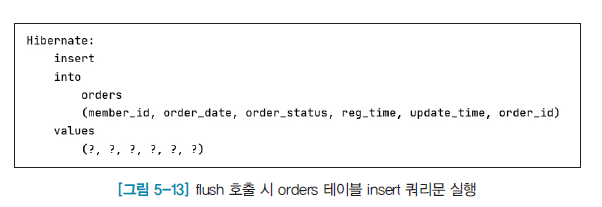 Hibernate:
insert
into
orders
(member_id, order_date, order_status, reg_time, update_time, order_id)
values
(?, ?, ?, ?, ?, ?)
[그림 5-13] flush 호출 시 orders 테이블 insert 쿼리문 실행